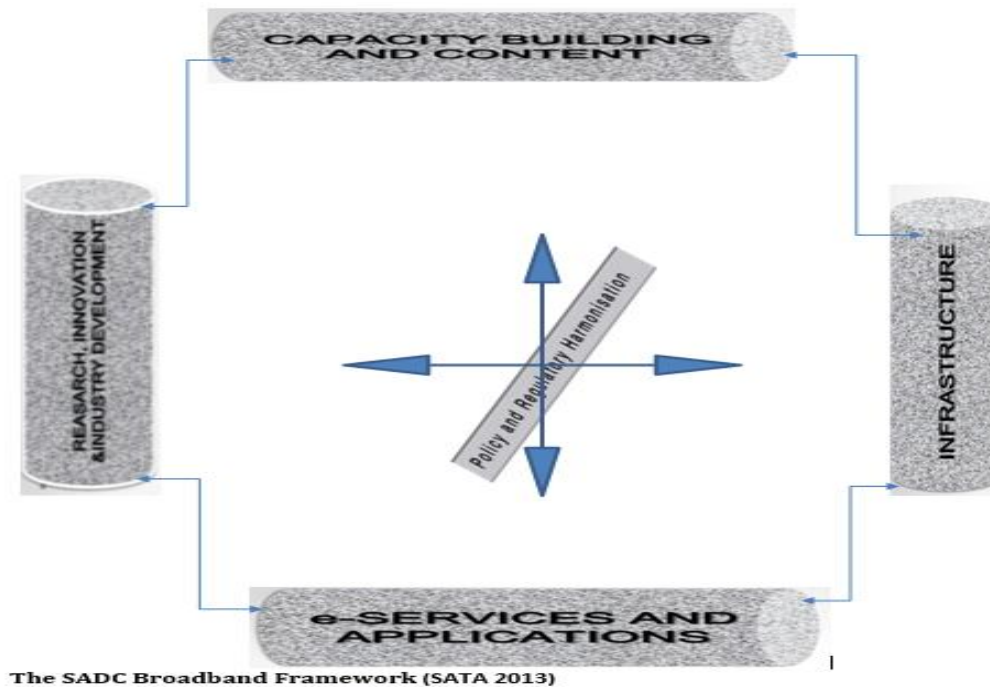 CAPACITY BUILDING
AND CONTENT
REASARCH, INNOVATION
&INDUSTRY DEVELOPMENT
Policy and Regulatory Harmonisation
INFRASTRUCTURE
e-SERVICES AND
APPLICATIONS
The SADC Broadband Framework (SATA 2013)